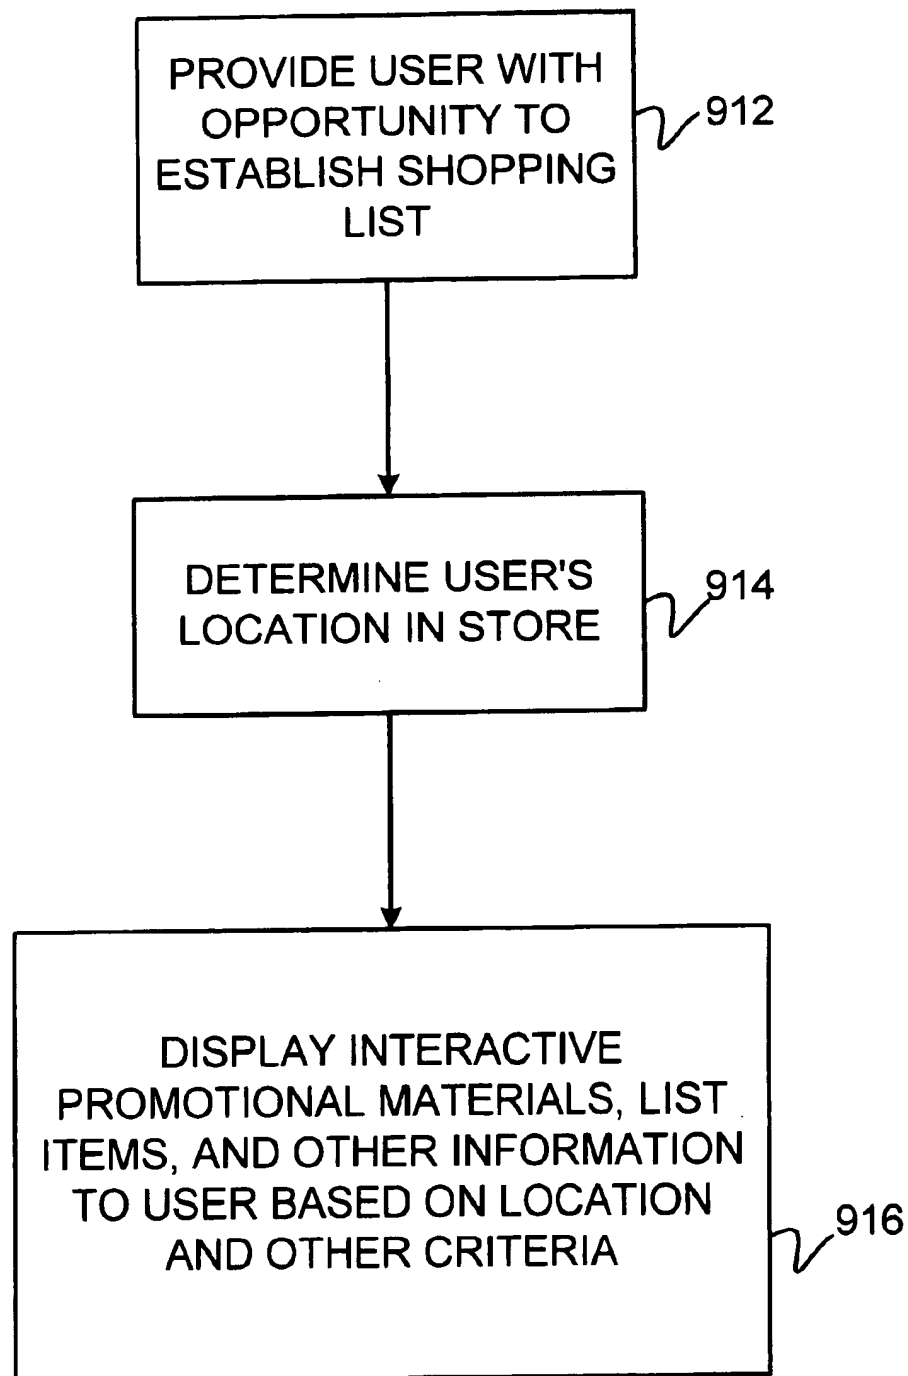 PROVIDE USER WITH
OPPORTUNITY TO
ESTABLISH SHOPPING
LIST
912
DETERMINE USER'S
LOCATION IN STORE
914
DISPLAY INTERACTIVE
PROMOTIONAL MATERIALS, LIST
ITEMS, AND OTHER INFORMATION
TO USER BASED ON LOCATION
AND OTHER CRITERIA
916